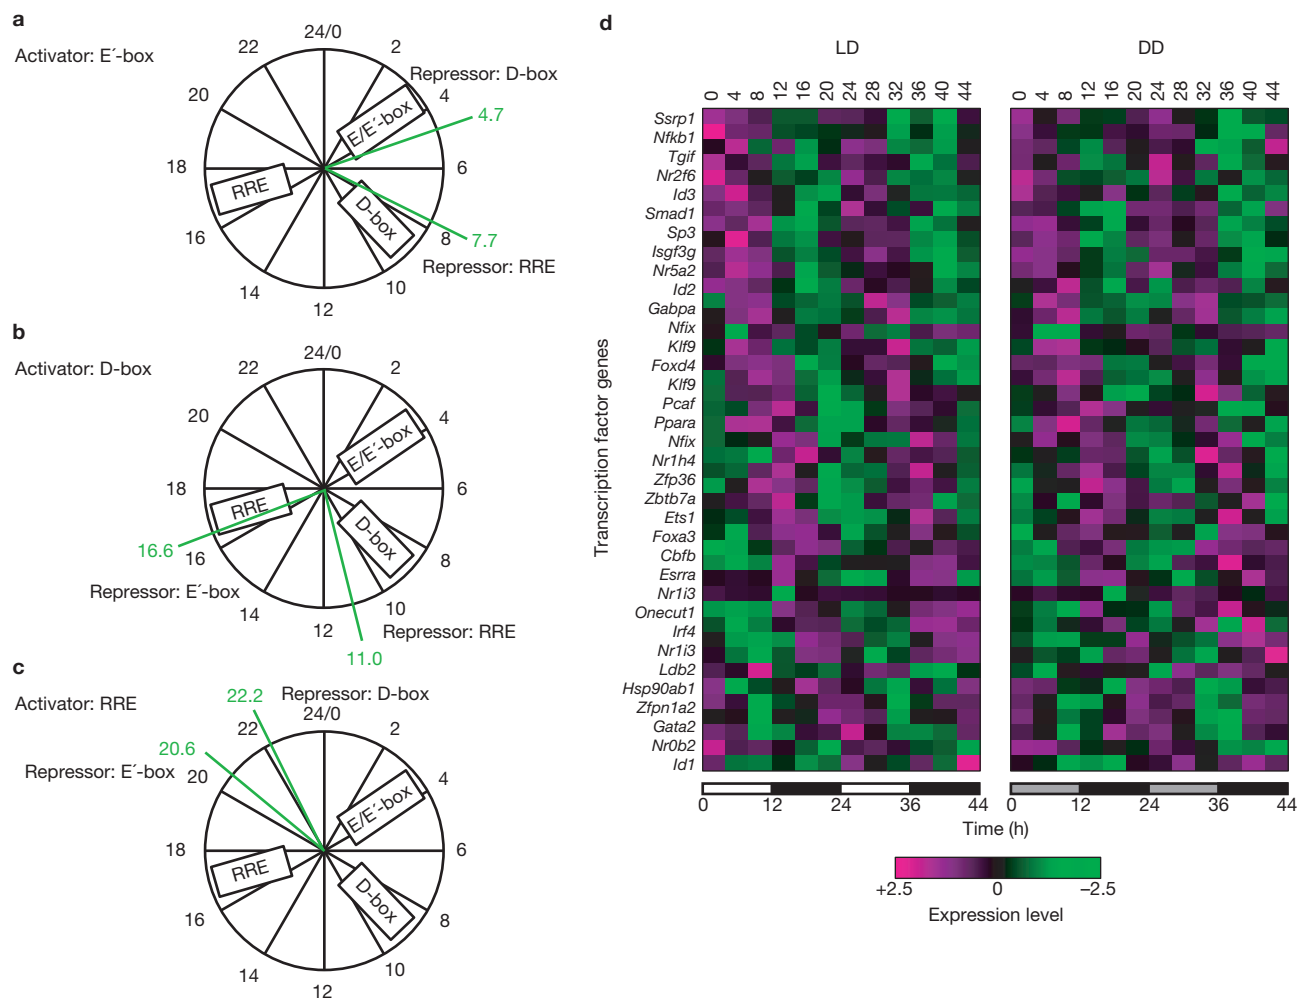 a
Activator: E´-box
24/0
2
4
6
8
10
12
14
16
18
20
22
Repressor: D-box
4.7
E/E´-box
RRE
D-box
7.7
Repressor: RRE
b
Activator: D-box
24/0
2
4
6
8
10
12
14
16
18
20
22
E/E´-box
RRE
D-box
16.6
Repressor: E´-box
Repressor: RRE
11.0
c
Activator: RRE
22.2
Repressor: D-box
20.6
Repressor: E´-box
24/0
2
4
6
8
10
12
14
16
18
20
22
E/E´-box
RRE
D-box
d
LD
DD
0 4 8 12 16 20 24 28 32 36 40 44
0 4 8 12 16 20 24 28 32 36 40 44
Transcription factor genes
Ssrp1
Nfkb1
Tgif
Nr2f6
Id3
Smad1
Sp3
Isgf3g
Nr5a2
Id2
Gabpa
Nfix
Klf9
Foxd4
Klf9
Pcaf
Ppara
Nfix
Nr1h4
Zfp36
Zbtb7a
Ets1
Foxa3
Cbfb
Esrra
Nr1i3
Onecut1
Irf4
Nr1i3
Ldb2
Hsp90ab1
Zfpn1a2
Gata2
Nr0b2
Id1
0 12 24 36 44
0 12 24 36 44
Time (h)
+2.5 0 −2.5
Expression level